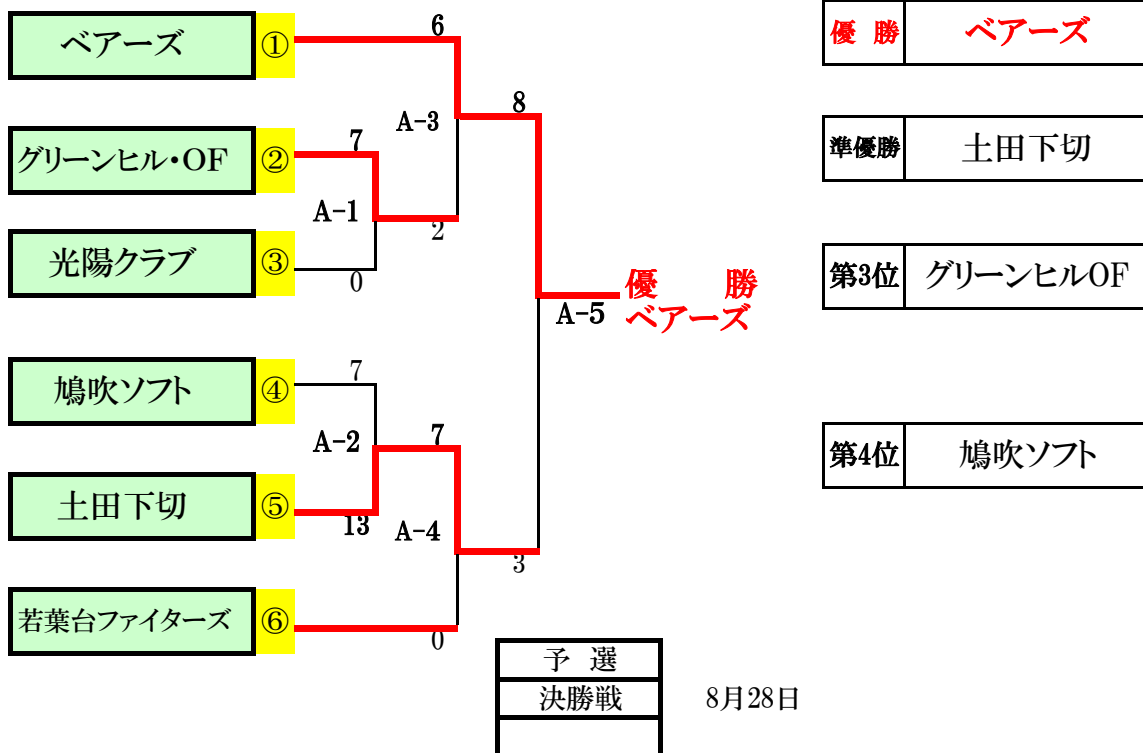 ベアーズ ①
グリーンヒル・OF ②
光陽クラブ ③
鳩吹ソフト ④
土田下切 ⑤
若葉台ファイターズ ⑥
6
7
A-3
A-1
2
0
8
7
A-2
7
13
A-4
0
3
A-5
優 勝
ベアーズ
優 勝 ベアーズ
準優勝 土田下切
第3位 グリーンヒルOF
第4位 鳩吹ソフト
予 選
決勝戦 8月28日